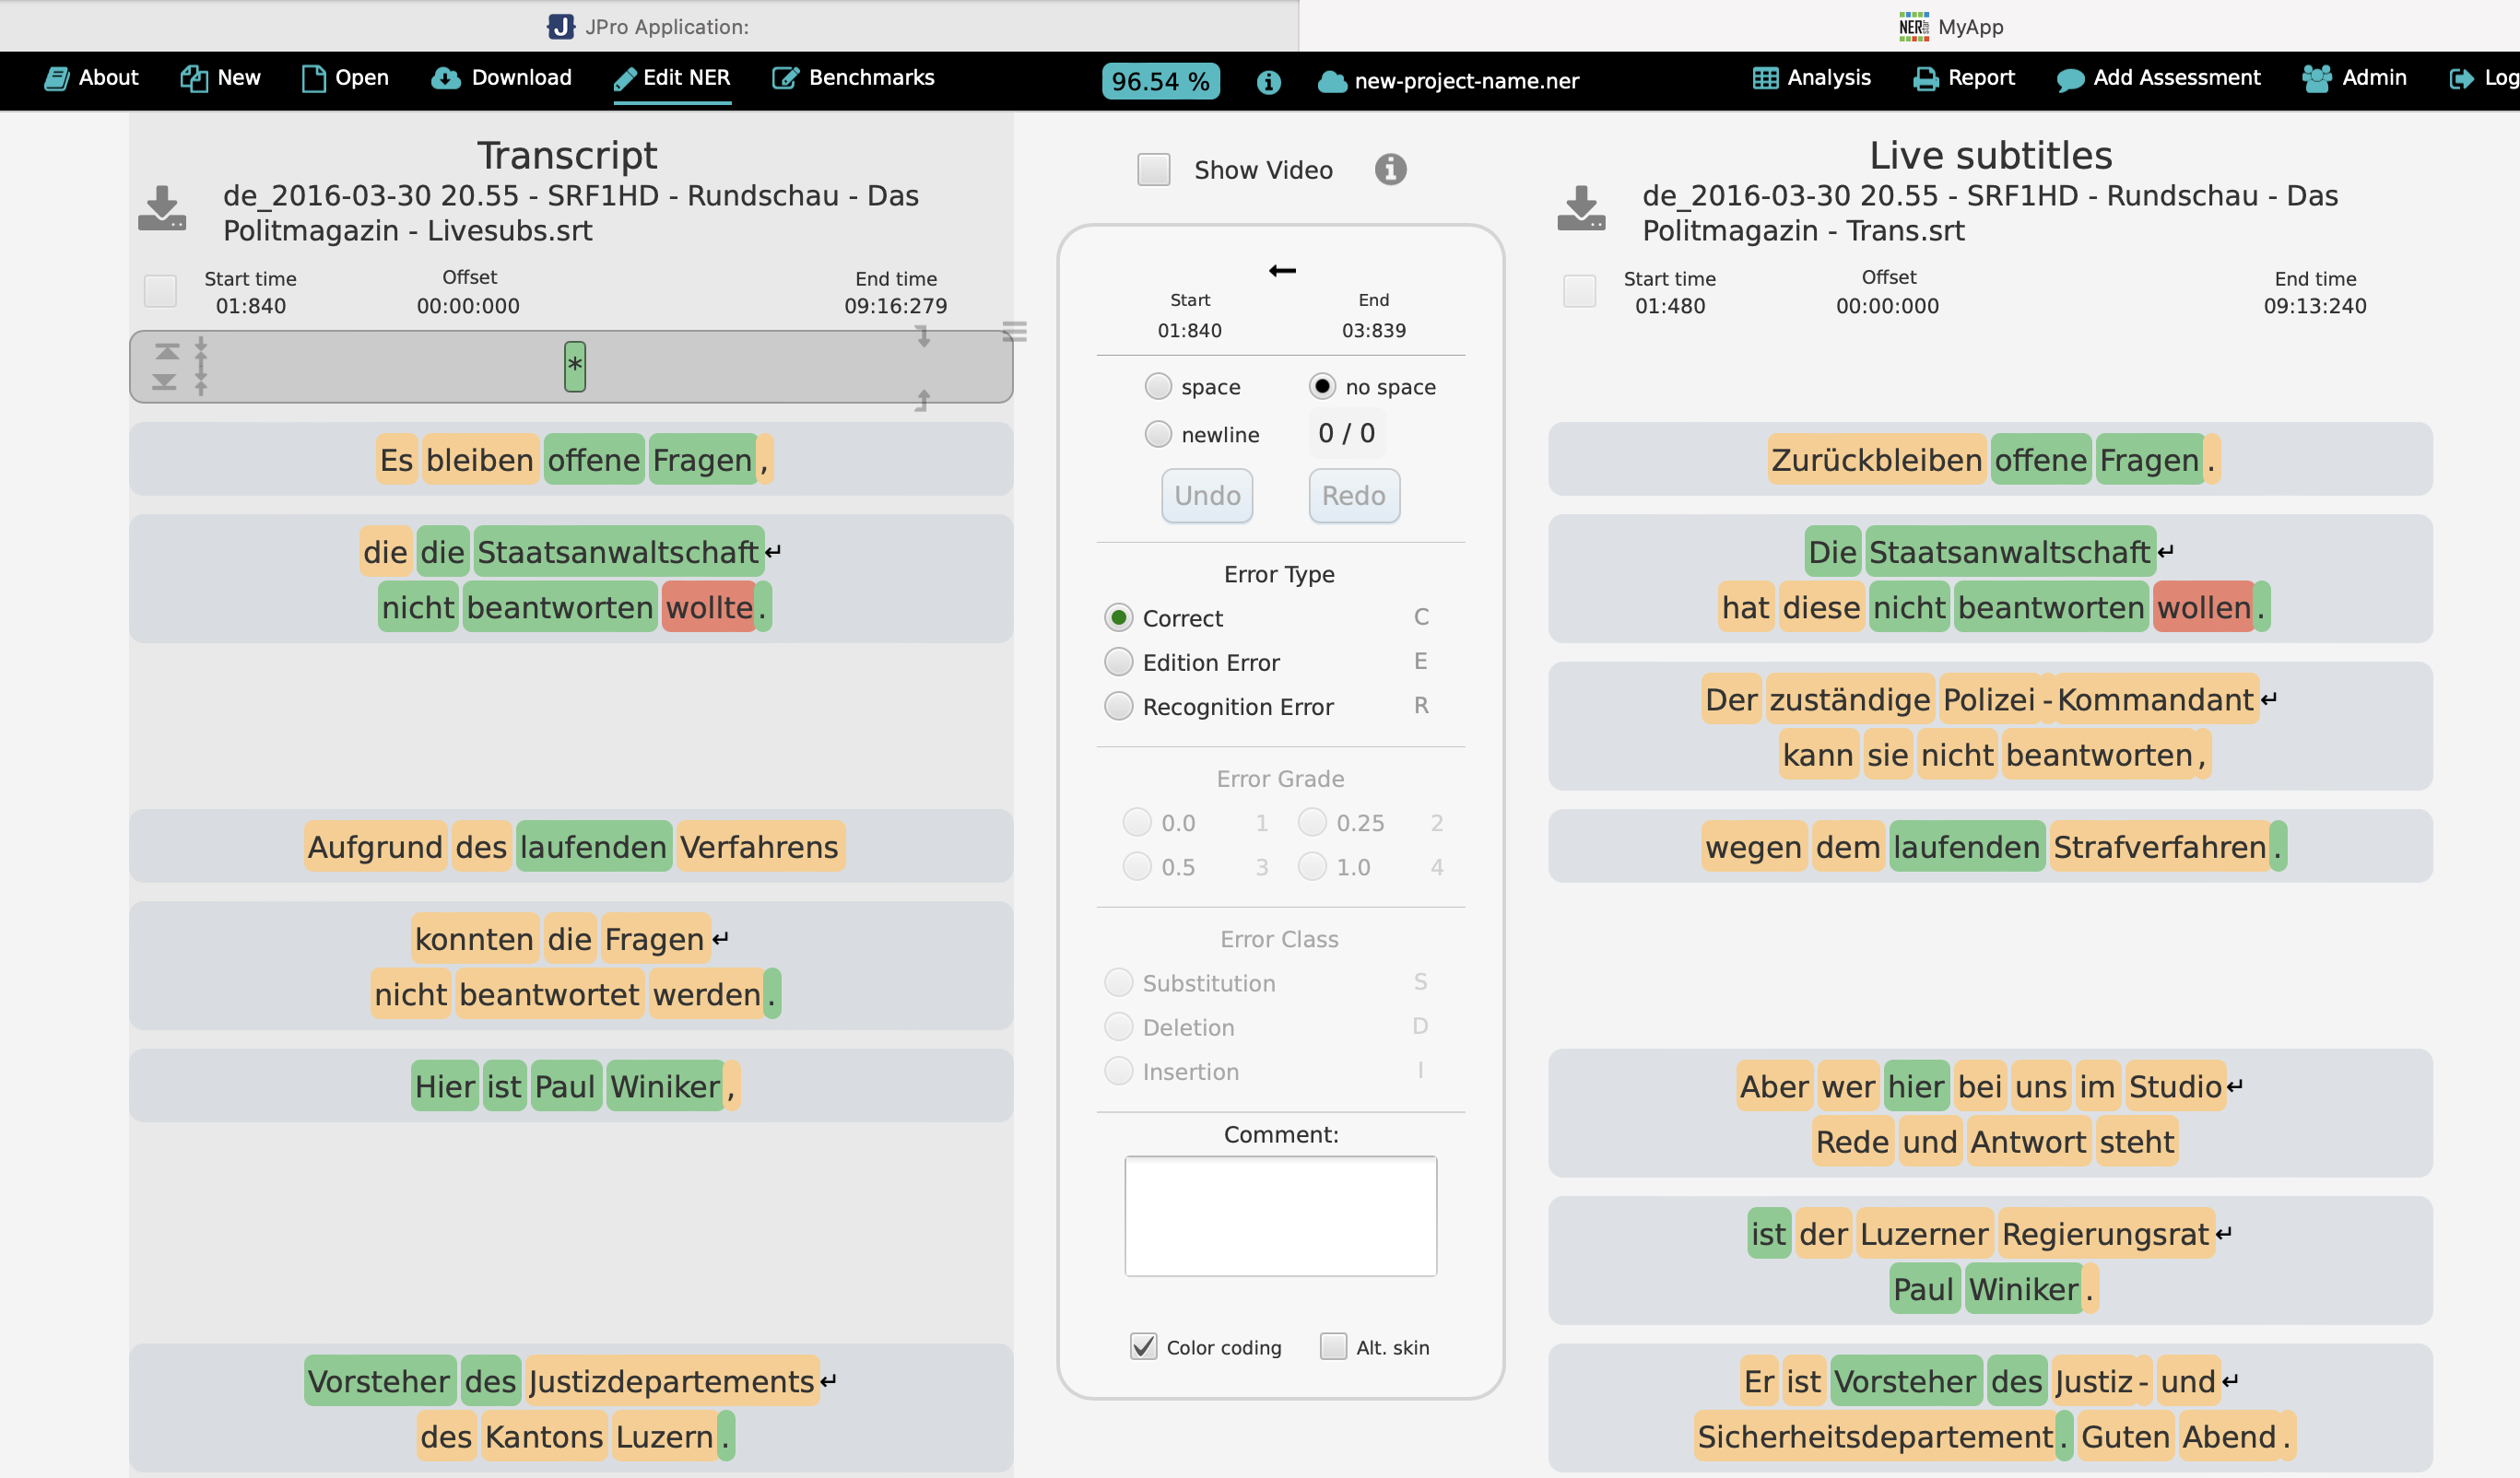 JPro Application:
MyApp
About New Open Download Edit NER Benchmarks 96.54 % new-project-name.ner Analysis Report Add Assessment Admin Log
Transcript
de_2016-03-30 20.55 - SRF1HD - Rundschau - Das
Politmagazin - Livesubs.srt
Start time Offset End time
01:840 00:00:000 09:16:279
*
Es bleiben offene Fragen,
die die Staatsanwaltschaft↵
nicht beantworten wollte.
Aufgrund des laufenden Verfahrens
konnten die Fragen↵
nicht beantwortet werden.
Hier ist Paul Winiker,
Vorsteher des Justizdepartements↵
des Kantons Luzern.
Show Video
Start End
01:840 03:839
space no space
newline 0 / 0
Undo Redo
Error Type
Correct C
Edition Error E
Recognition Error R
Error Grade
0.0 1 0.25 2
0.5 3 1.0 4
Error Class
Substitution S
Deletion D
Insertion I
Comment:
Color coding Alt. skin
Live subtitles
de_2016-03-30 20.55 - SRF1HD - Rundschau - Das
Politmagazin - Trans.srt
Start time Offset End time
01:480 00:00:000 09:13:240
Zurückbleiben offene Fragen.
Die Staatsanwaltschaft↵
hat diese nicht beantworten wollen.
Der zuständige Polizei-Kommandant↵
kann sie nicht beantworten,
wegen dem laufenden Strafverfahren.
Aber wer hier bei uns im Studio↵
Rede und Antwort steht
ist der Luzerner Regierungsrat↵
Paul Winiker.
Er ist Vorsteher des Justiz- und↵
Sicherheitsdepartement. Guten Abend.